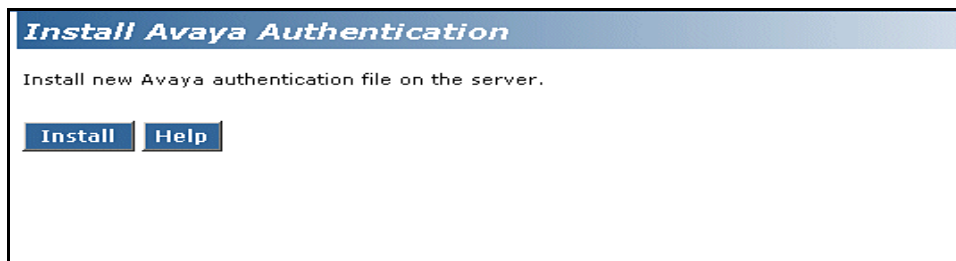 Install Avaya Authentication
Install new Avaya authentication file on the server.
Install Help